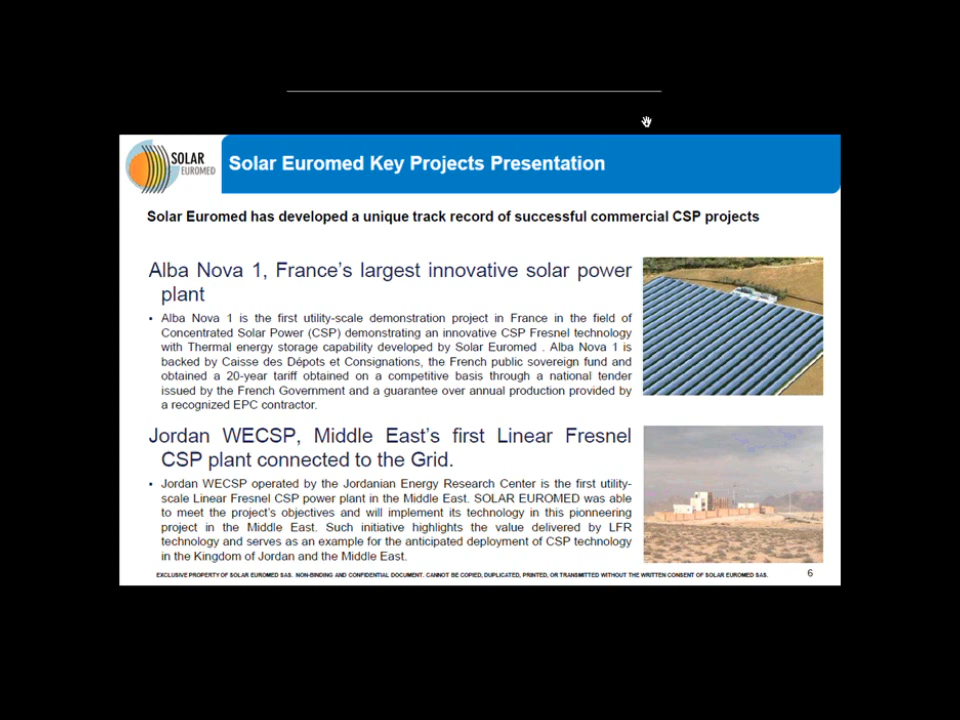 SOLAR
EUROMED
Solar Euromed Key Projects Presentation
Solar Euromed has developed a unique track record of successful commercial CSP projects
Alba Nova 1, France's largest innovative solar power
plant
• Alba Nova 1 is the first utility-scale demonstration project in France in the field of
Concentrated Solar Power (CSP) demonstrating an innovative CSP Fresnel technology
with Thermal energy storage capability developed by Solar Euromed . Alba Nova 1 is
backed by Caisse des Dépots et Consignations, the French public sovereign fund and
obtained a 20-year tariff obtained on a competitive basis through a national tender
issued by the French Government and a guarantee over annual production provided by
a recognized EPC contractor.
Jordan WECSP, Middle East's first Linear Fresnel
CSP plant connected to the Grid.
• Jordan WECSP operated by the Jordanian Energy Research Center is the first utility-
scale Linear Fresnel CSP power plant in the Middle East. SOLAR EUROMED was able
to meet the project's objectives and will implement its technology in this pionneering
project in the Middle East. Such initiative highlights the value delivered by LFR
technology and serves as an example for the anticipated deployment of CSP technology
in the Kingdom of Jordan and the Middle East.
EXCLUSIVE PROPERTY OF SOLAR EUROMED SAS. NON-BINDING AND CONFIDENTIAL DOCUMENT. CANNOT BE COPIED, DUPLICATED, PRINTED, OR TRANSMITTED WITHOUT THE WRITTEN CONSENT OF SOLAR EUROMED SAS.
6